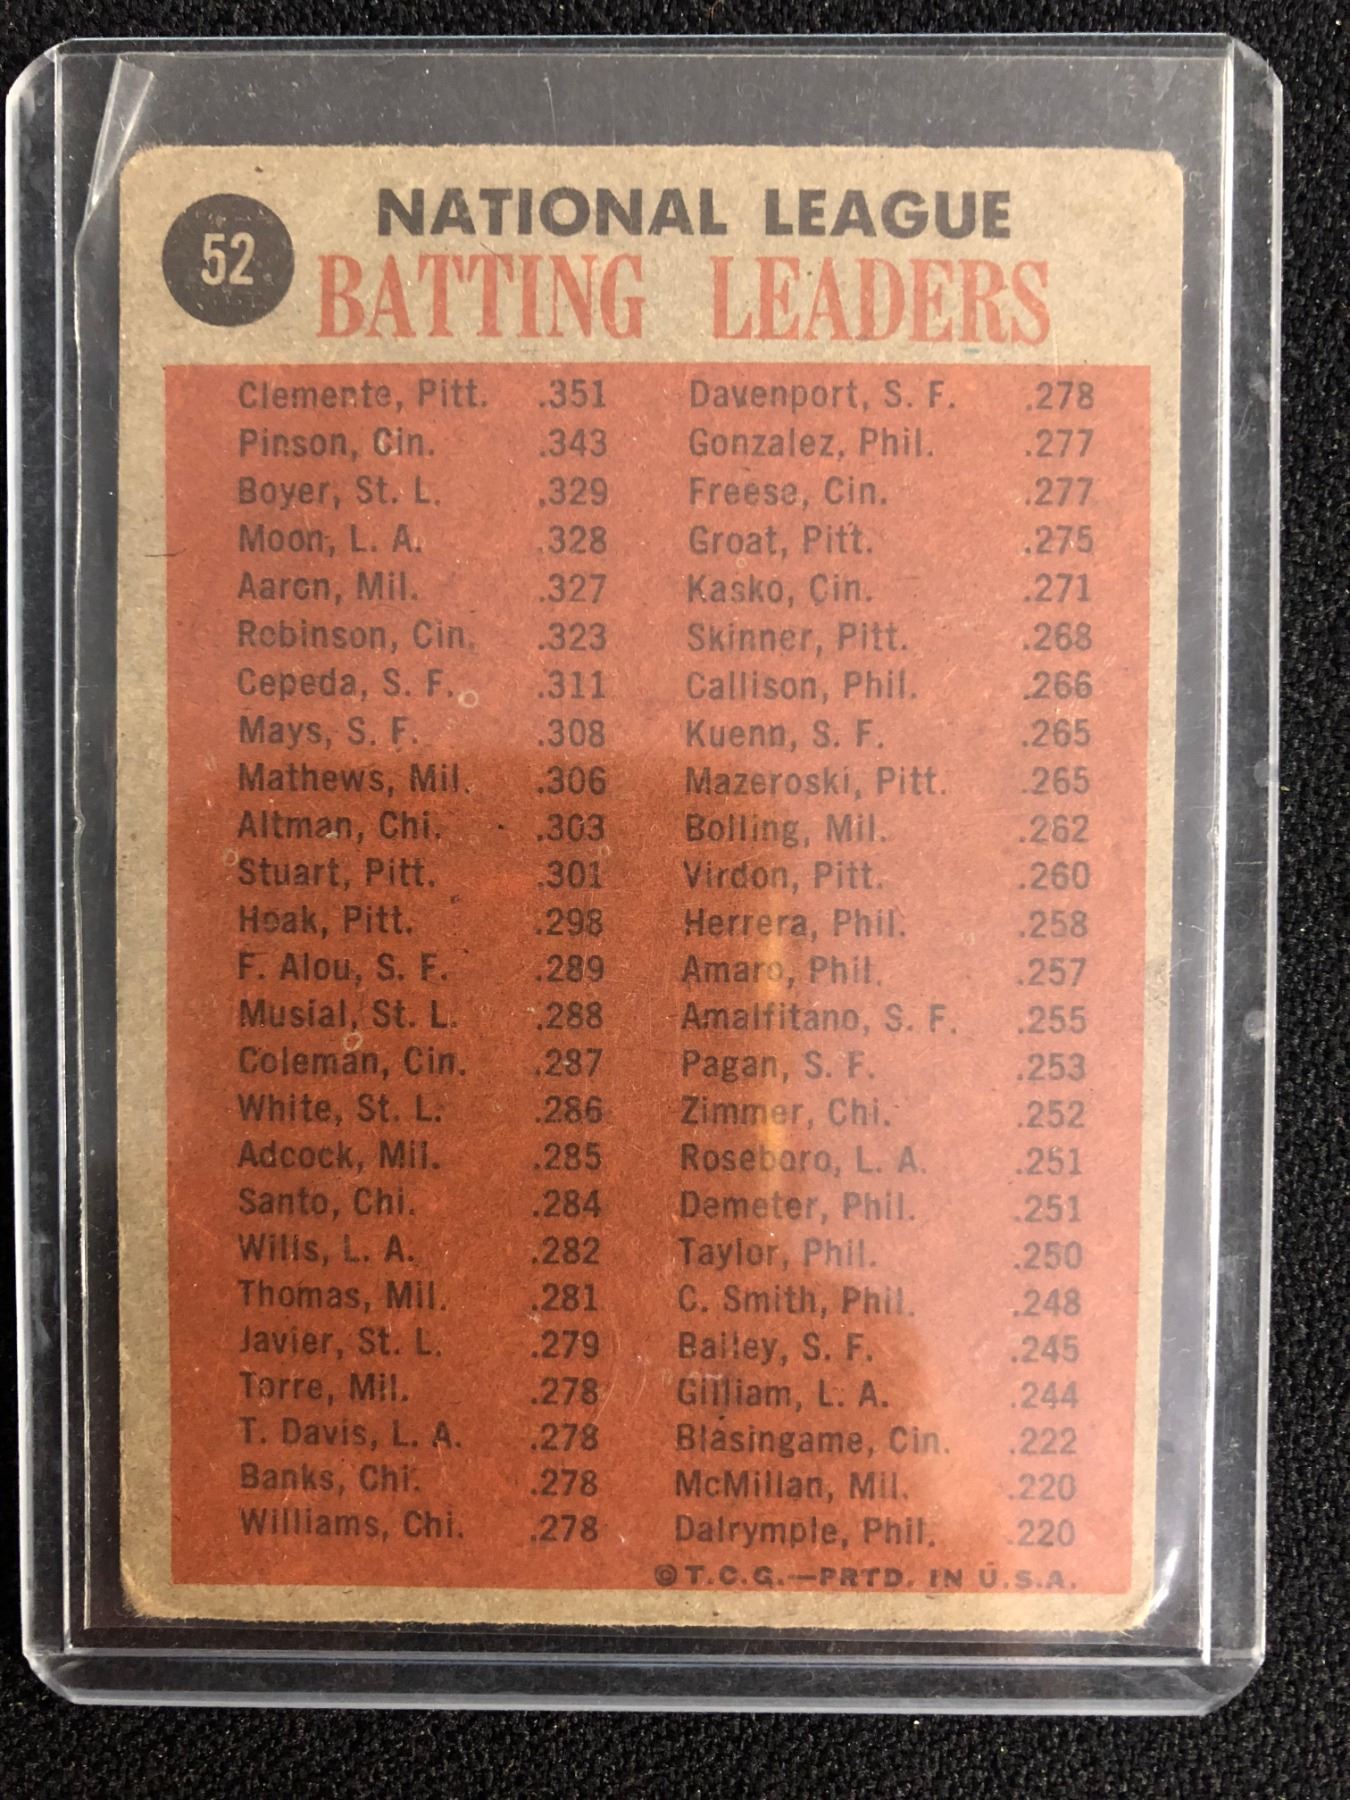 52
NATIONAL LEAGUE
BATTING LEADERS
Clemente, Pitt. .351
Pinson, Cin. .343
Boyer, St. L. .329
Moon, L. A. .328
Aaron, Mil. .327
Robinson, Cin. .323
Cepeda, S. F. .311
Mays, S. F. .308
Mathews, Mil. .306
Altman, Chi. .303
Stuart, Pitt. .301
Hoak, Pitt. .298
F. Alou, S. F. .289
Musial, St. L. .288
Coleman, Cin. .287
White, St. L. .286
Adcock, Mil. .285
Santo, Chi. .284
Wills, L. A. .282
Thomas, Mil. .281
Javier, St. L. .279
Torre, Mil. .278
T. Davis, L. A. .278
Banks, Chi. .278
Williams, Chi. .278
Davenport, S. F. .278
Gonzalez, Phil. .277
Freese, Cin. .277
Groat, Pitt. .275
Kasko, Cin. .271
Skinner, Pitt. .268
Callison, Phil. .266
Kuenn, S. F. .265
Mazeroski, Pitt. .265
Bolling, Mil. .262
Virdon, Pitt. .260
Herrera, Phil. .258
Amaro, Phil. .257
Amalfitano, S. F. .255
Pagan, S. F. .253
Zimmer, Chi. .252
Roseboro, L. A. .251
Demeter, Phil. .251
Taylor, Phil. .250
C. Smith, Phil. .248
Bailey, S. F. .245
Gilliam, L. A. .244
Blasingame, Cin. .222
McMillan, Mil. .220
Dalrymple, Phil. .220
©T.C.G.—PRTD. IN U.S.A.